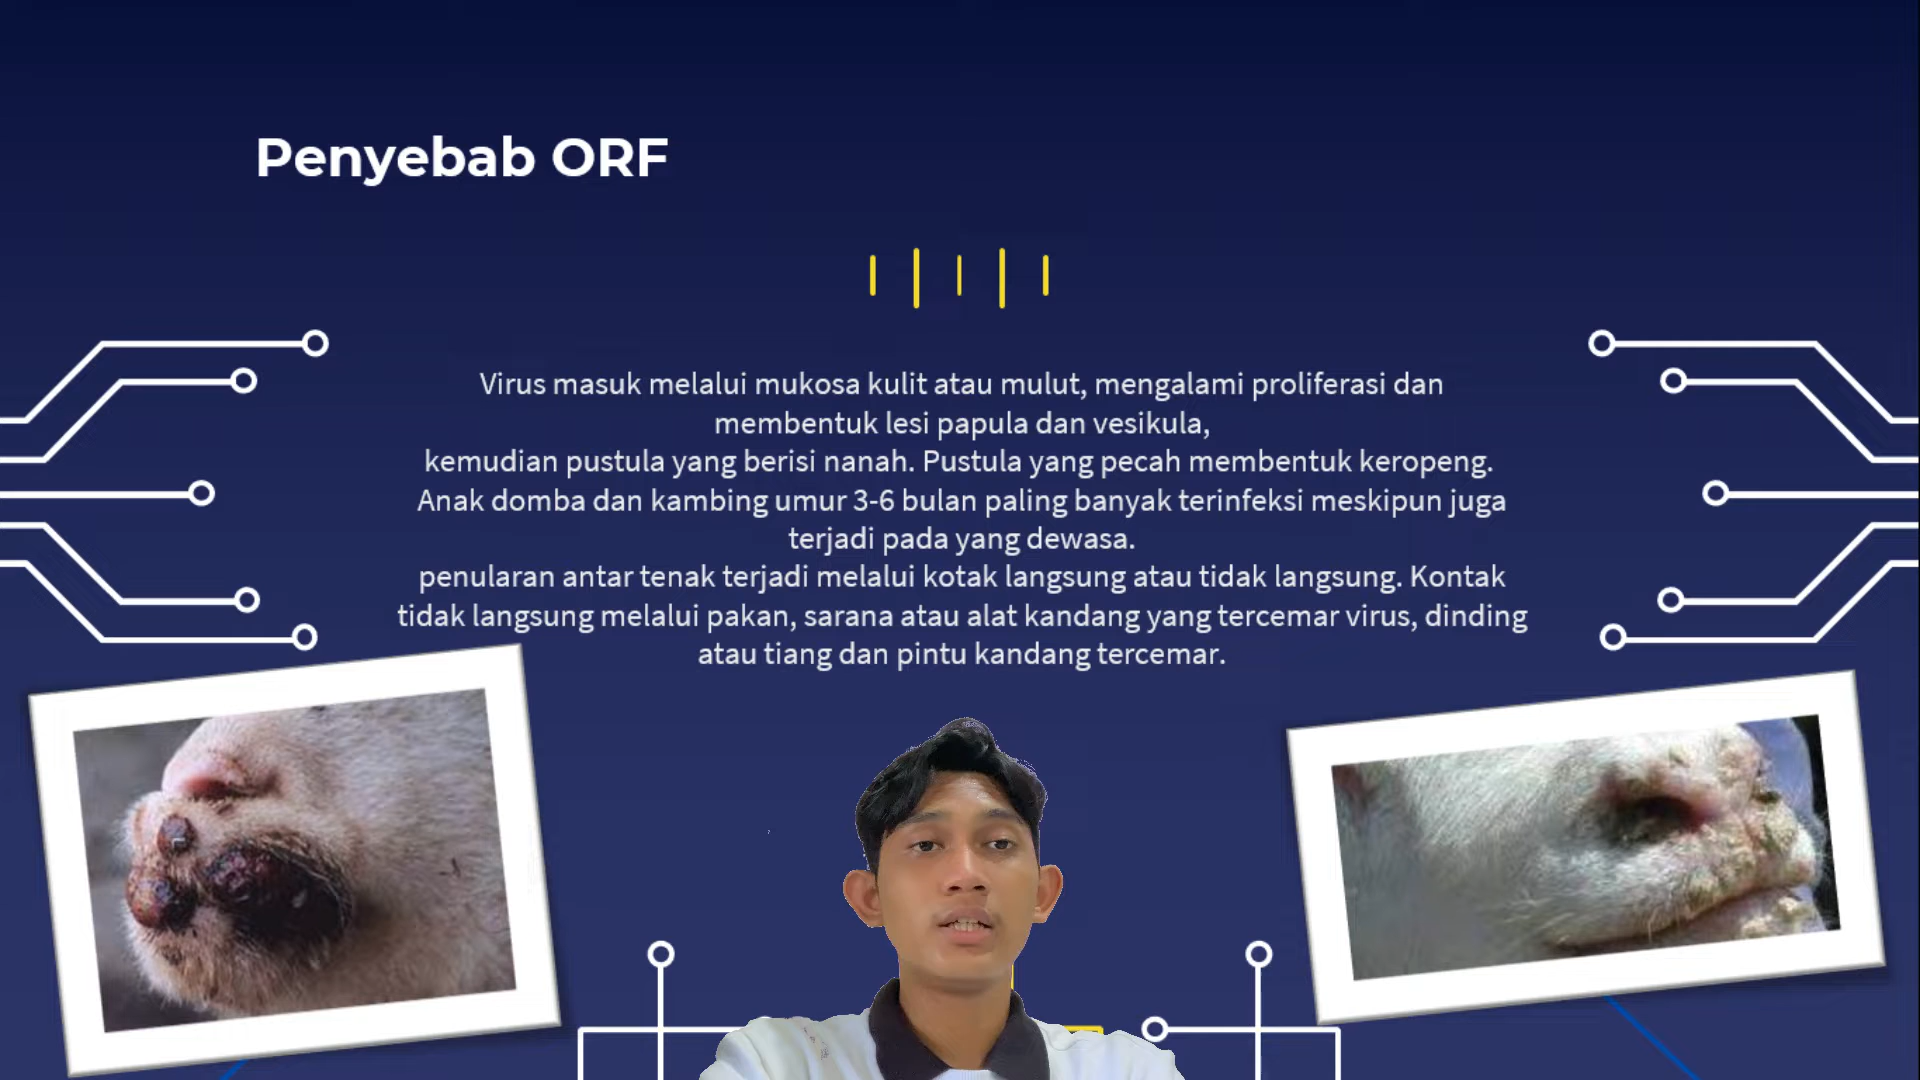 Penyebab ORF
Virus masuk melalui mukosa kulit atau mulut, mengalami proliferasi dan
membentuk lesi papula dan vesikula,
kemudian pustula yang berisi nanah. Pustula yang pecah membentuk keropeng.
Anak domba dan kambing umur 3-6 bulan paling banyak terinfeksi meskipun juga
terjadi pada yang dewasa.
penularan antar tenak terjadi melalui kotak langsung atau tidak langsung. Kontak
tidak langsung melalui pakan, sarana atau alat kandang yang tercemar virus, dinding
atau tiang dan pintu kandang tercemar.